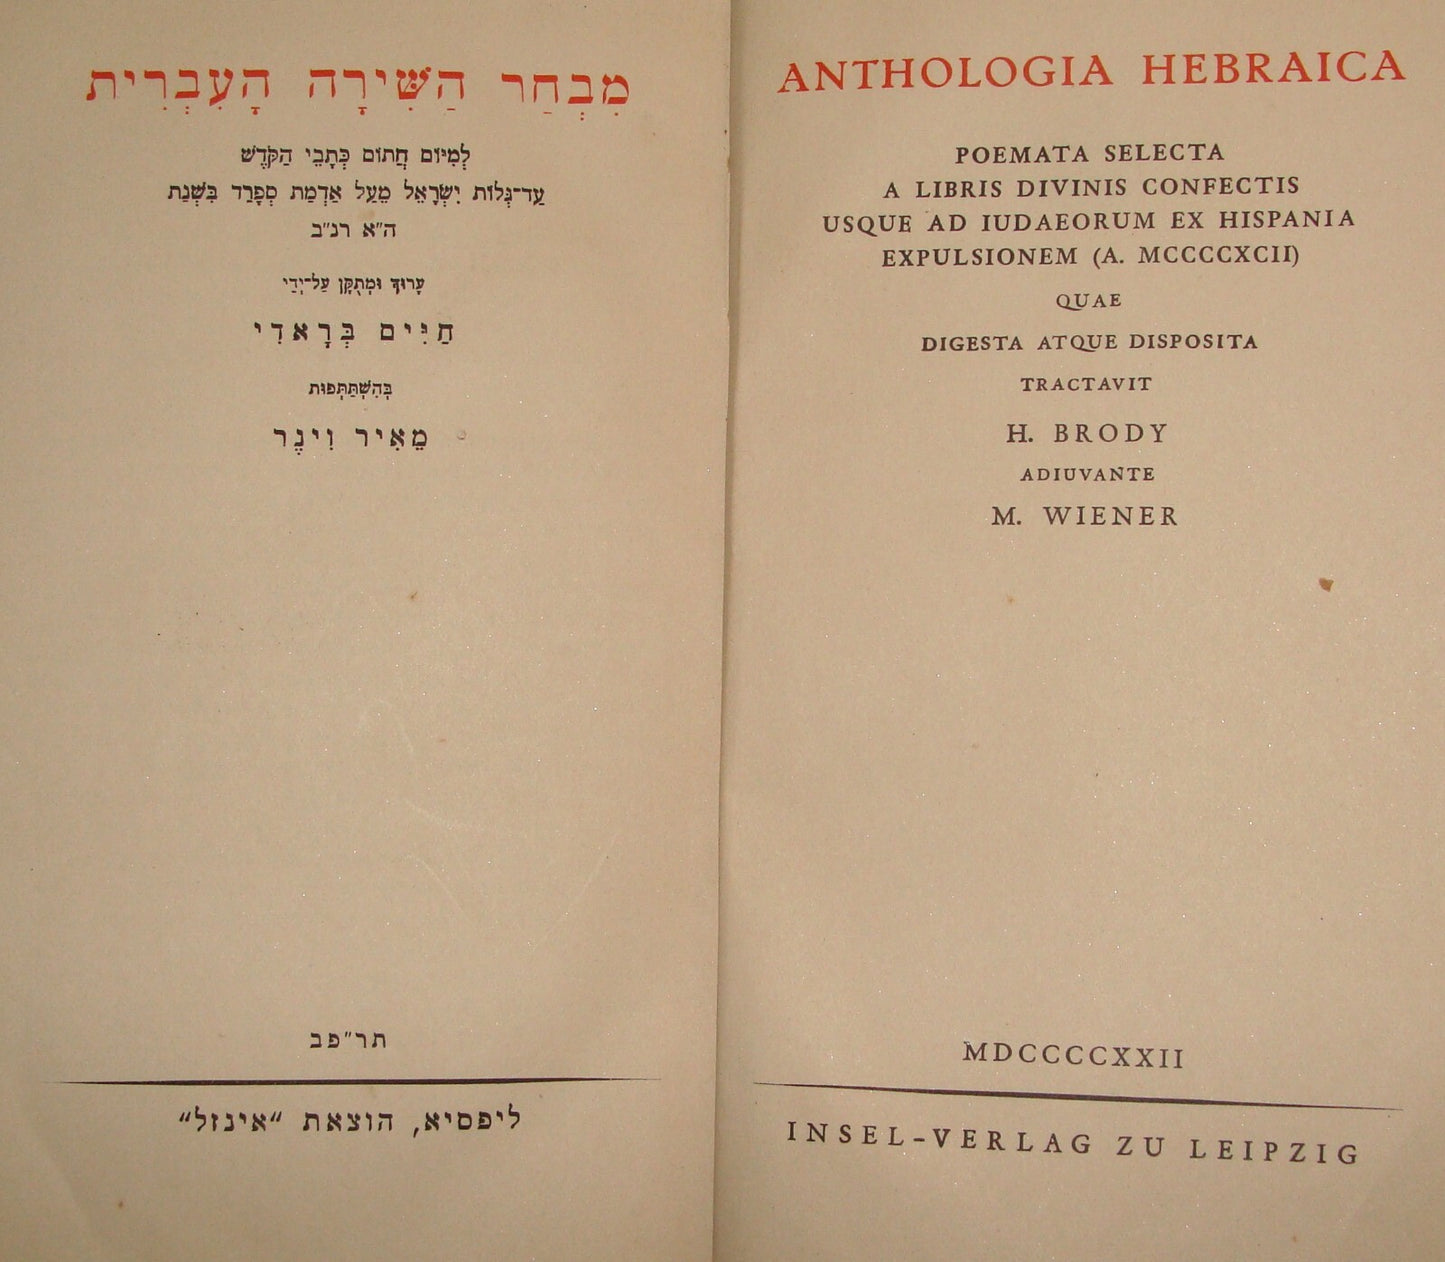 מִבְחַר הַשִּׁירָה הָעִבְרִית
לְמִיּוֹם חֲתוֹם כִּתְבֵי הַקֹּדֶשׁ
עַד־גְּלוֹת יִשְׂרָאֵל מֵעַל אַדְמַת סְפָרַד בִּשְׁנַת
ה״א רנ״ב
עָרוּךְ וּמְתֻקָּן עַל־יְדֵי
חַיִּים בְּרָאדִי
בְּהִשְׁתַּתְּפוּת
מֵאִיר וִינֶר
תר״פב
ליפסיא, הוצאת “אינזל”
ANTHOLOGIA HEBRAICA
POEMATA SELECTA
A LIBRIS DIVINIS CONFECTIS
USQUE AD IUDAEORUM EX HISPANIA
EXPULSIONEM (A. MCCCCXCII)
QUAE
DIGESTA ATQUE DISPOSITA
TRACTAVIT
H. BRODY
ADIUVANTE
M. WIENER
MDCCCCXXII
INSEL-VERLAG ZU LEIPZIG